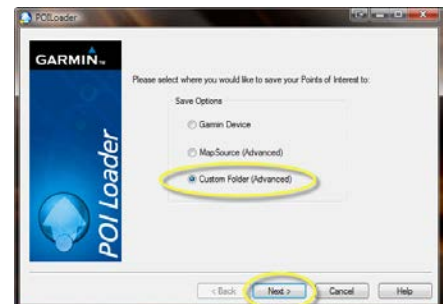 POILoader
GARMIN™
Please select where you would like to save your Points of Interest to:
Save Options
Garmin Device
MapSource (Advanced)
Custom Folder (Advanced)
POI Loader
< Back
Next >
Cancel
Help